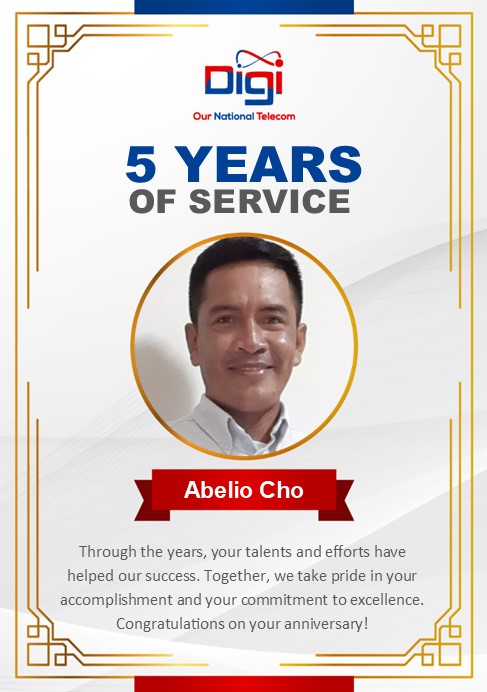 Digi
Our National Telecom
5 YEARS
OF SERVICE
Abelio Cho
Through the years, your talents and efforts have
helped our success. Together, we take pride in your
accomplishment and your commitment to excellence.
Congratulations on your anniversary!